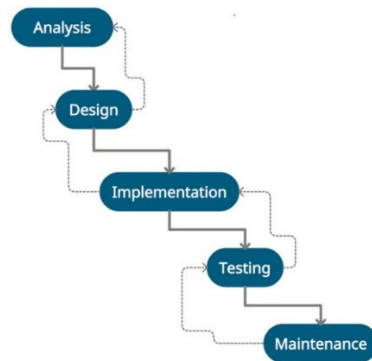 Analysis
Design
Implementation
Testing
Maintenance